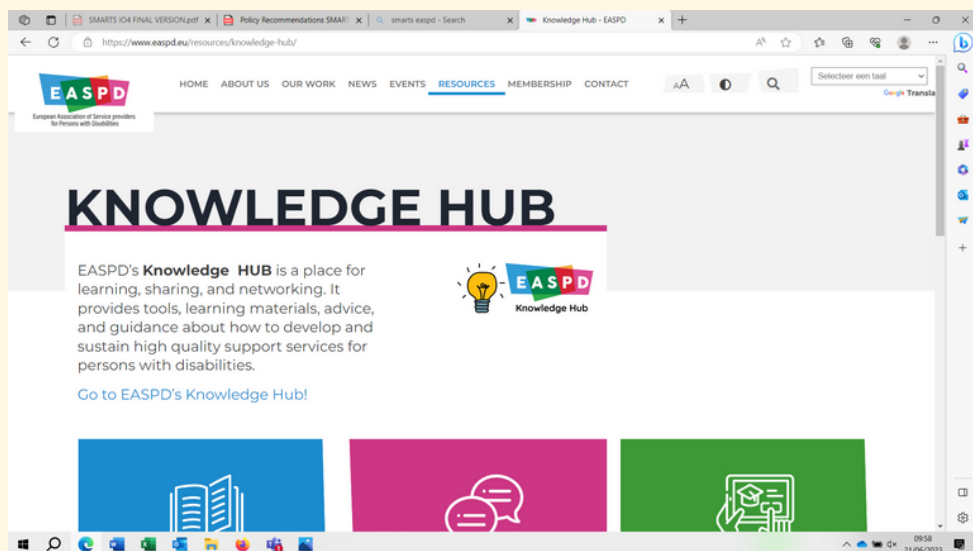 SMARTS IO4 FINAL VERSION.pdf
Policy Recommendations SMART
smarts easpd - Search
Knowledge Hub - EASPD
https://www.easpd.eu/resources/knowledge-hub/
EASPD
European Association of Service providers
for Persons with Disabilities
HOME ABOUT US OUR WORK NEWS EVENTS RESOURCES MEMBERSHIP CONTACT
AA
Selecteer een taal
Google Transla
KNOWLEDGE HUB
EASPD's Knowledge HUB is a place for
learning, sharing, and networking. It
provides tools, learning materials, advice,
and guidance about how to develop and
sustain high quality support services for
persons with disabilities.
EASPD
Knowledge Hub
Go to EASPD's Knowledge Hub!
09:58
21/06/2023